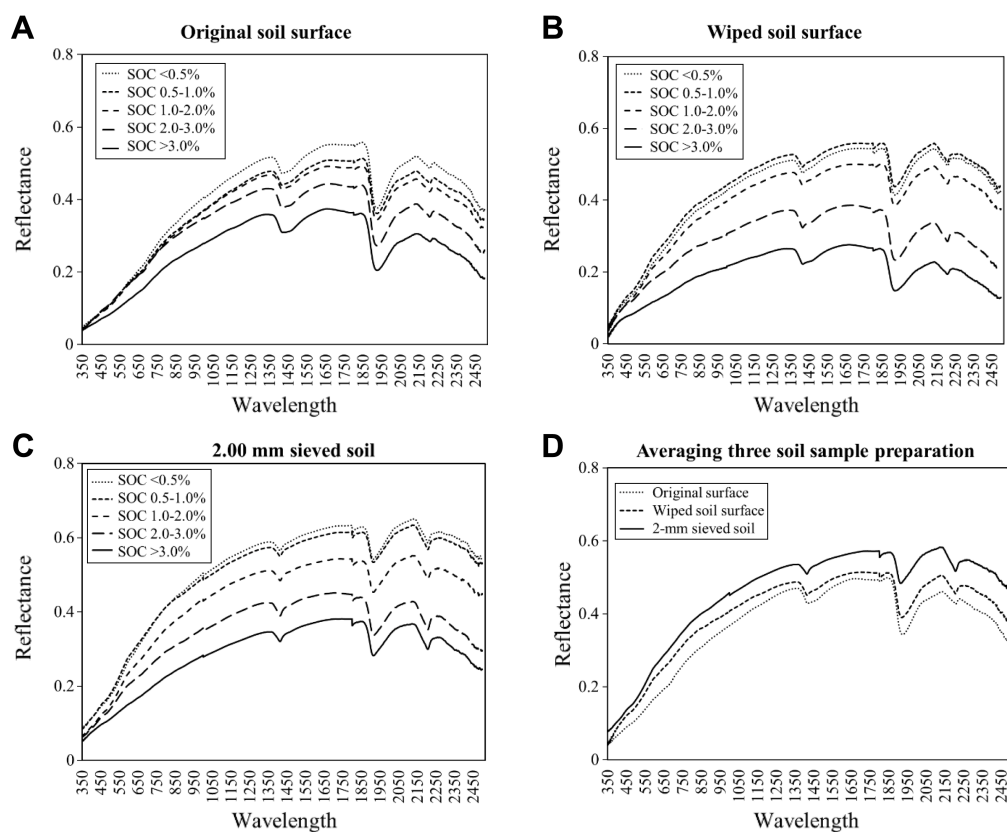 A
Original soil surface
0.8
0.6
0.4
0.2
0
Reflectance
SOC <0.5%
SOC 0.5-1.0%
SOC 1.0-2.0%
SOC 2.0-3.0%
SOC >3.0%
350 450 550 650 750 850 950 1050 1150 1250 1350 1450 1550 1650 1750 1850 1950 2050 2150 2250 2350 2450
Wavelength
B
Wiped soil surface
0.8
0.6
0.4
0.2
0
Reflectance
SOC <0.5%
SOC 0.5-1.0%
SOC 1.0-2.0%
SOC 2.0-3.0%
SOC >3.0%
350 450 550 650 750 850 950 1050 1150 1250 1350 1450 1550 1650 1750 1850 1950 2050 2150 2250 2350 2450
Wavelength
C
2.00 mm sieved soil
0.8
0.6
0.4
0.2
0
Reflectance
SOC <0.5%
SOC 0.5-1.0%
SOC 1.0-2.0%
SOC 2.0-3.0%
SOC >3.0%
350 450 550 650 750 850 950 1050 1150 1250 1350 1450 1550 1650 1750 1850 1950 2050 2150 2250 2350 2450
Wavelength
D
Averaging three soil sample preparation
0.8
0.6
0.4
0.2
0
Reflectance
Original surface
Wiped soil surface
2-mm sieved soil
350 450 550 650 750 850 950 1050 1150 1250 1350 1450 1550 1650 1750 1850 1950 2050 2150 2250 2350 2450
Wavelength